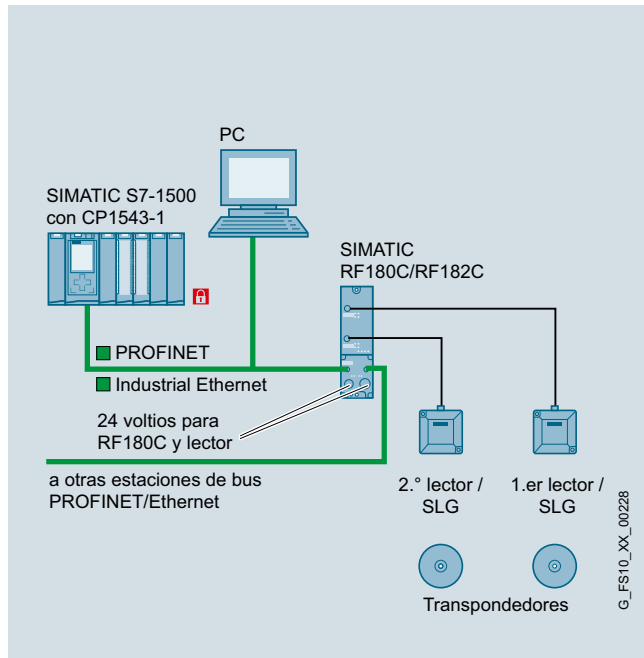 PC
SIMATIC S7-1500
con CP1543-1
SIMATIC
RF180C/RF182C
PROFINET
Industrial Ethernet
24 voltios para
RF180C y lector
a otras estaciones de bus
PROFINET/Ethernet
2.° lector /
SLG
1.er lector /
SLG
Transpondedores
G_FS10_XX_00228